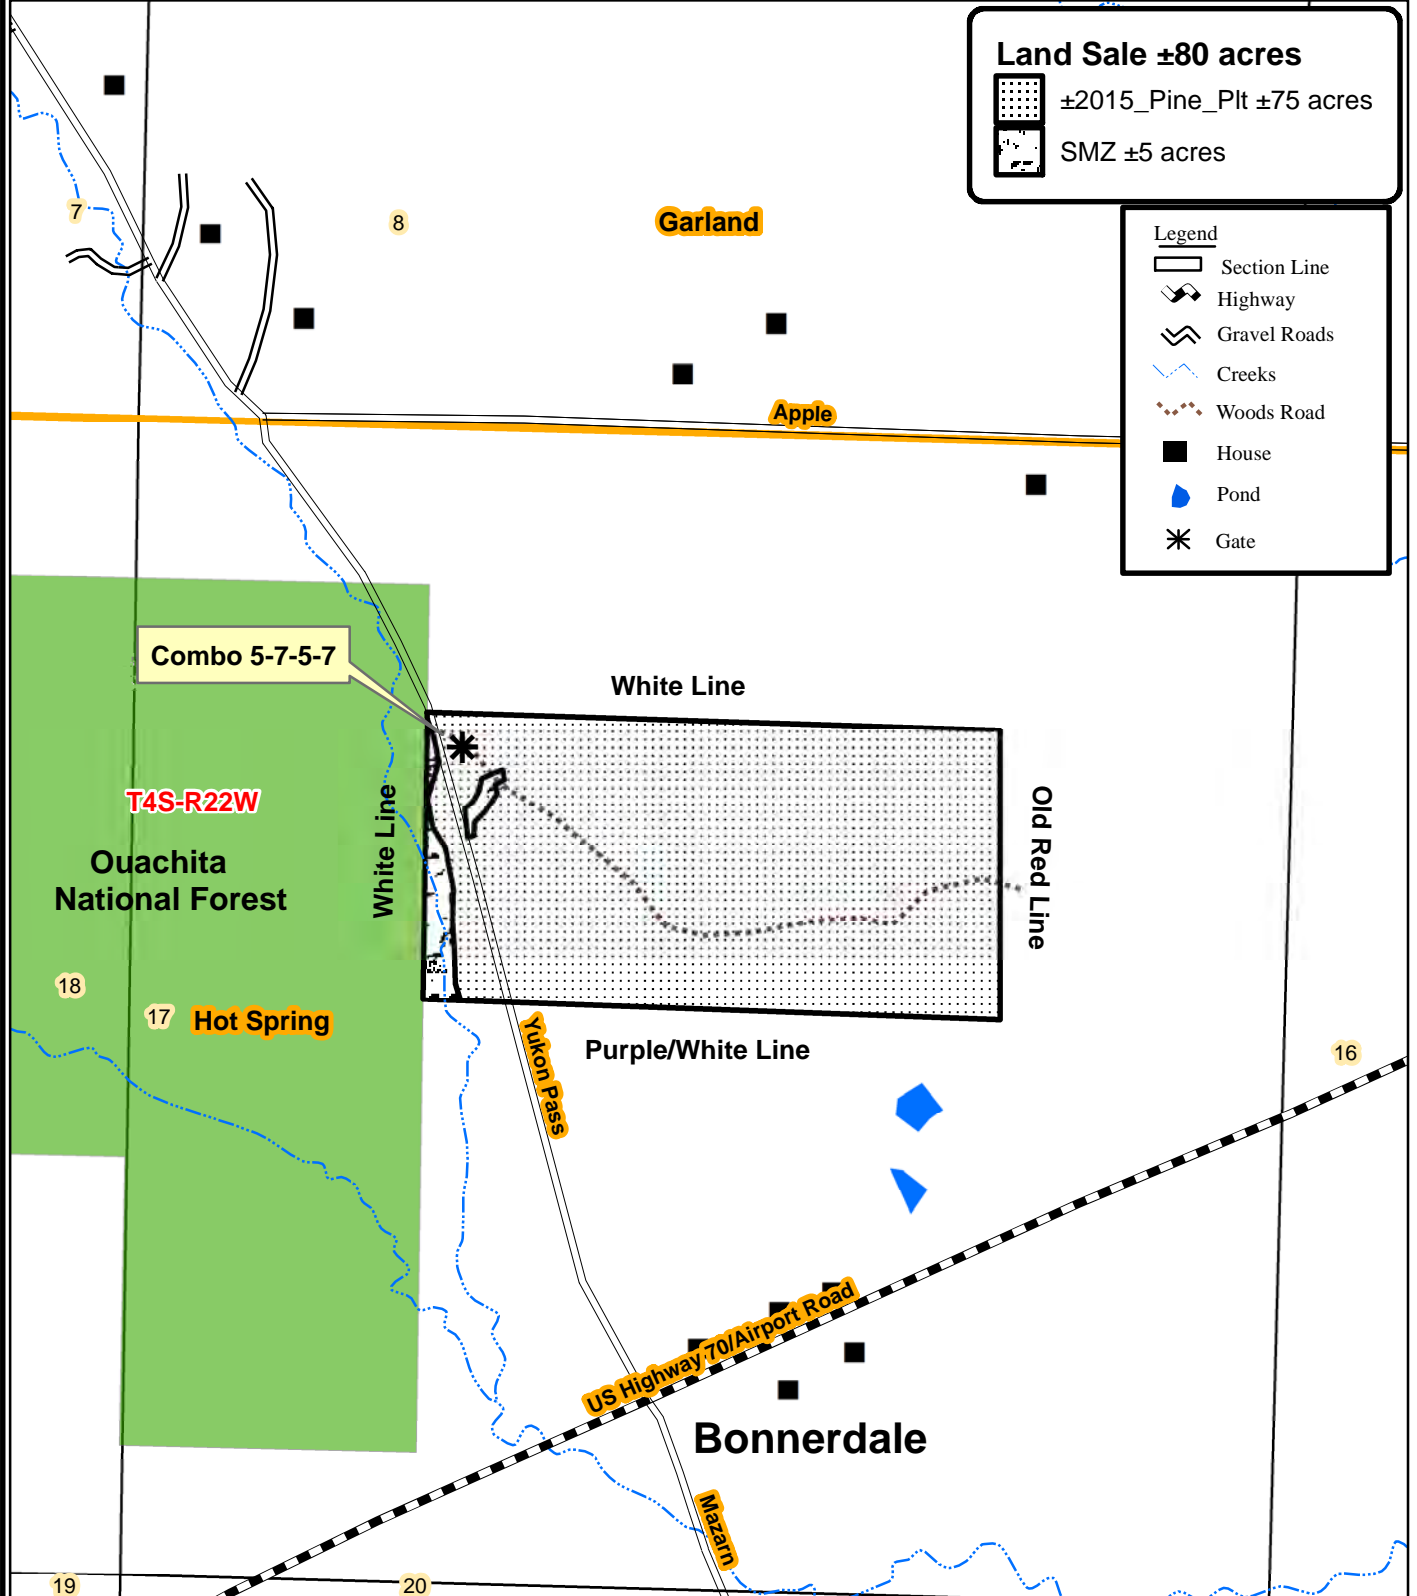 Land Sale ±80 acres
±2015_Pine_Plt ±75 acres
SMZ ±5 acres
Legend
Section Line
Highway
Gravel Roads
Creeks
Woods Road
House
Pond
Gate
7
8
Garland
Apple
Combo 5-7-5-7
White Line
T4S-R22W
White Line
Old Red Line
Ouachita
National Forest
18
17
Hot Spring
Yukon Pass
Purple/White Line
16
US Highway 70/Airport Road
Bonnerdale
Mazarn
19
20